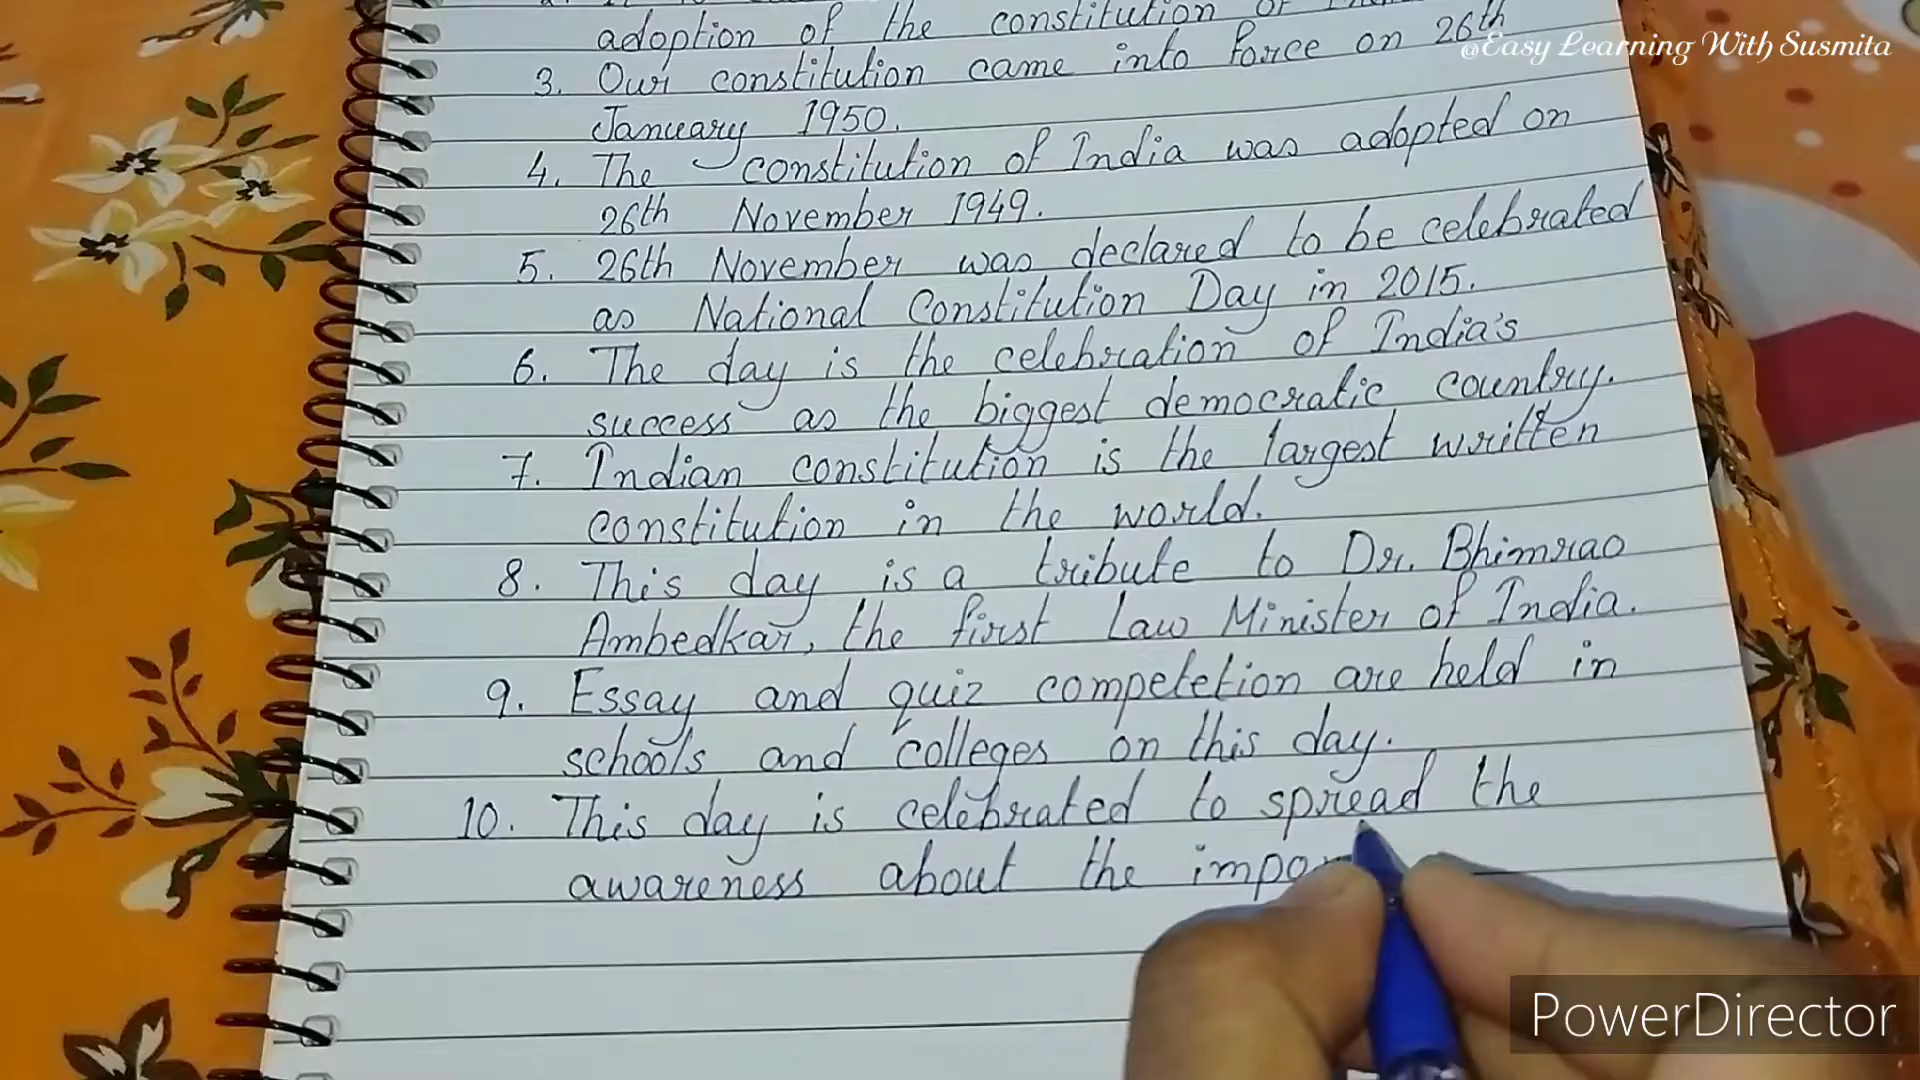 adoption of the constitution of
@Easy Learning With Susmita
3. Our constitution came into force on 26th
January 1950.
4. The constitution of India was adopted on
26th November 1949.
5. 26th November was declared to be celebrated
as National Constitution Day in 2015.
6. The day is the celebration of India's
success as the biggest democratic country.
7. Indian constitution is the largest written
constitution in the world.
8. This day is a tribute to Dr. Bhimrao
Ambedkar, the first Law Minister of India.
9. Essay and quiz competetion are held in
schools and colleges on this day.
10. This day is celebrated to spread the
awareness about the impor
PowerDirector